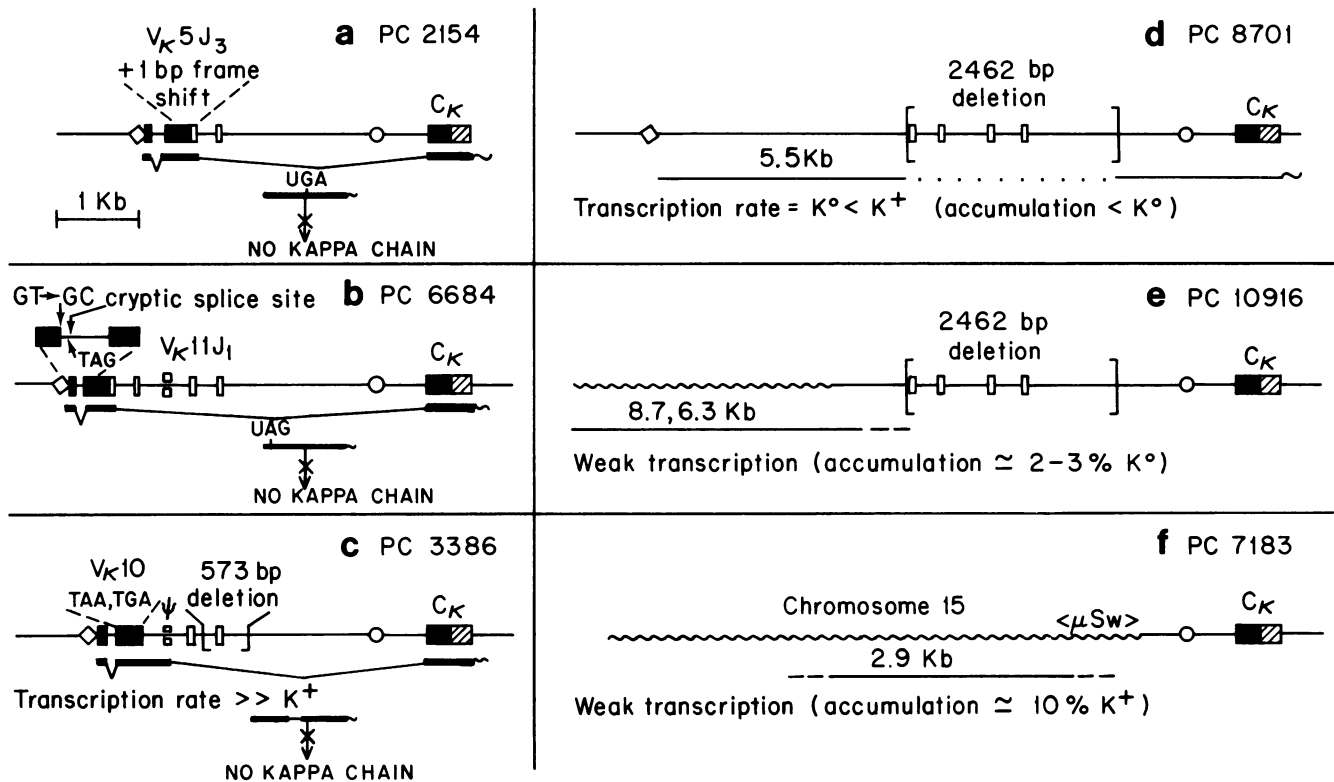 a PC 2154
Vκ5J3
+1 bp frame
shift
Cκ
UGA
1 Kb
NO KAPPA CHAIN
b PC 6684
GT→GC cryptic splice site
TAG
Vκ11J1
Cκ
UAG
NO KAPPA CHAIN
c PC 3386
Vκ10
TAA,TGA
ψ
573 bp
deletion
Cκ
Transcription rate >> K+
NO KAPPA CHAIN
d PC 8701
2462 bp
deletion
Cκ
5.5Kb
Transcription rate = K° < K+ (accumulation < K°)
e PC 10916
2462 bp
deletion
Cκ
8.7, 6.3 Kb
Weak transcription (accumulation ≃ 2-3% K°)
f PC 7183
Chromosome 15
<μSw>
Cκ
2.9 Kb
Weak transcription (accumulation ≃ 10% K+)